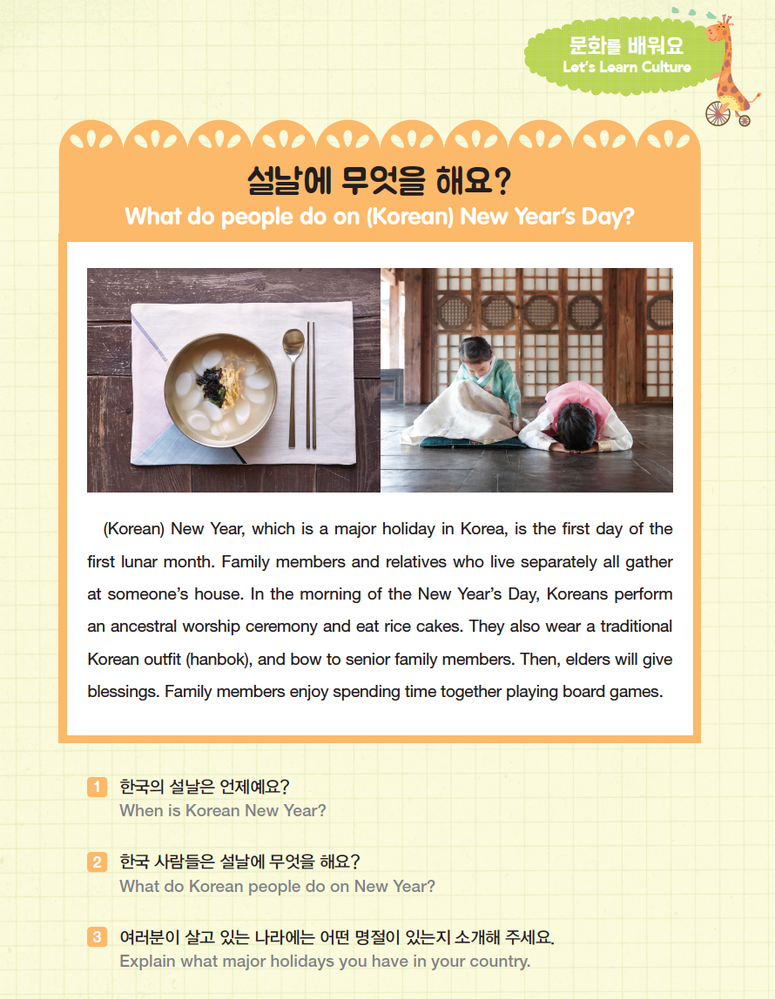 문화를 배워요
Let's Learn Culture
설날에 무엇을 해요?
What do people do on (Korean) New Year's Day?
(Korean) New Year, which is a major holiday in Korea, is the first day of the
first lunar month. Family members and relatives who live separately all gather
at someone's house. In the morning of the New Year's Day, Koreans perform
an ancestral worship ceremony and eat rice cakes. They also wear a traditional
Korean outfit (hanbok), and bow to senior family members. Then, elders will give
blessings. Family members enjoy spending time together playing board games.
1 한국의 설날은 언제예요?
When is Korean New Year?
2 한국 사람들은 설날에 무엇을 해요?
What do Korean people do on New Year?
3 여러분이 살고 있는 나라에는 어떤 명절이 있는지 소개해 주세요.
Explain what major holidays you have in your country.